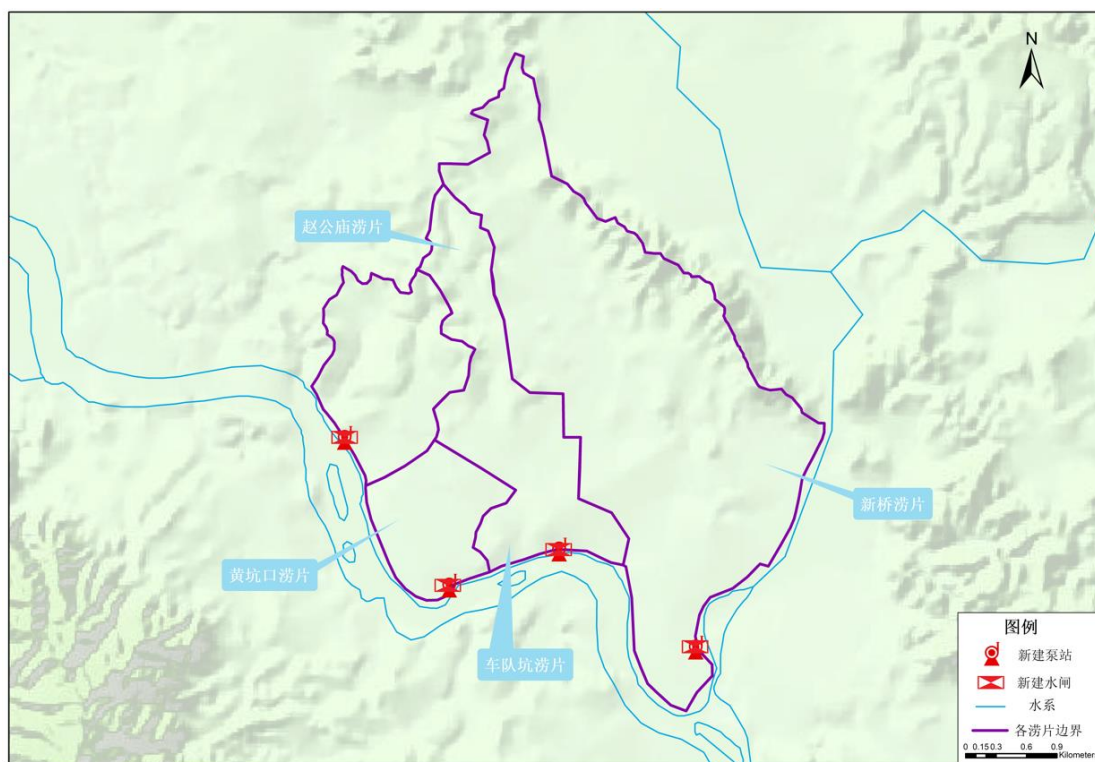 N
赵公庙涝片
新桥涝片
黄坑口涝片
车队坑涝片
图例
新建泵站
新建水闸
水系
各涝片边界
0 0.15 0.3 0.6 0.9
Kilometers